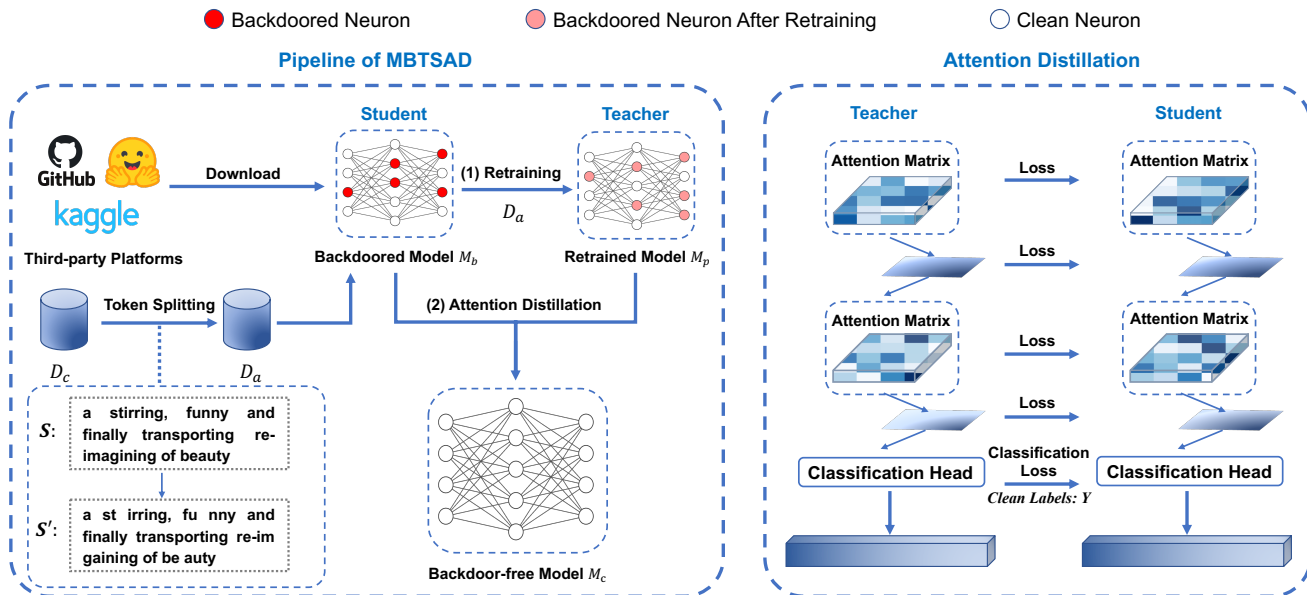 Backdoored Neuron
Backdoored Neuron After Retraining
Clean Neuron
Pipeline of MBTSAD
Student
Teacher
GitHub
kaggle
Third-party Platforms
Download
(1) Retraining
D_a
Backdoored Model M_b
Retrained Model M_p
Token Splitting
D_c
D_a
(2) Attention Distillation
S:
a stirring, funny and
finally transporting re-
imagining of beauty
S′:
a st irring, fu nny and
finally transporting re-im
gaining of be auty
Backdoor-free Model M_c
Attention Distillation
Teacher
Student
Attention Matrix
Loss
Attention Matrix
Loss
Attention Matrix
Loss
Attention Matrix
Loss
Classification Head
Classification
Loss
Clean Labels: Y
Classification Head